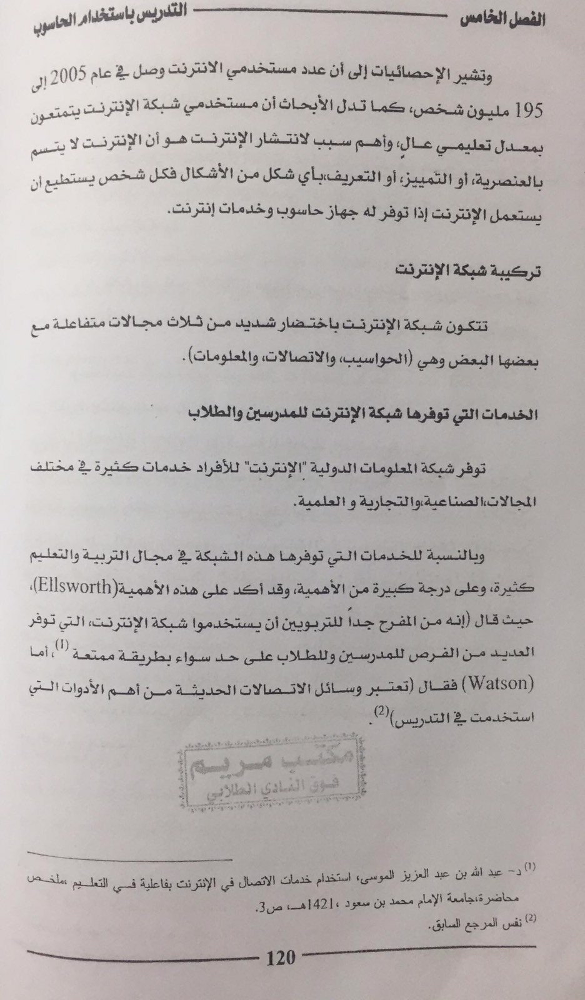 الفصل الخامس
التدريس باستخدام الحاسوب
وتشير الإحصائيات إلى أن عدد مستخدمي الانترنت وصل في عام 2005 إلى
195 مليون شخص، كما تدل الأبحاث أن مستخدمي شبكة الإنترنت يتمتعون
بمعدل تعليمي عالٍ، وأهم سبب لانتشار الإنترنت هو أن الإنترنت لا يتسم
بالعنصرية، أو التمييز، أو التعريف،بأي شكل من الأشكال فكل شخص يستطيع أن
يستعمل الإنترنت إذا توفر له جهاز حاسوب وخدمات إنترنت.
تركيبة شبكة الإنترنت
تتكون شبكة الإنترنت باختضار شديد من ثلاث مجالات متفاعلة مع
بعضها البعض وهي (الحواسيب، والاتصالات، والمعلومات).
الخدمات التي توفرها شبكة الإنترنت للمدرسين والطلاب
توفر شبكة المعلومات الدولية "الإنترنت" للأفراد خدمات كثيرة في مختلف
المجالات،الصناعية،والتجارية و العلمية.
وبالنسبة للخدمات التي توفرها هذه الشبكة في مجال التربية والتعليم
كثيرة، وعلى درجة كبيرة من الأهمية، وقد أكد على هذه الأهمية(Ellsworth)،
حيث قال (إنه من المفرح جداً للتربويين أن يستخدموا شبكة الإنترنت، التي توفر
العديد من الفرص للمدرسين وللطلاب على حد سواء بطريقة ممتعة (1)، أما
(Watson) فقال (تعتبر وسائل الاتصالات الحديثة من أهم الأدوات التي
استخدمت في التدريس)(2).
مكتب مريم
فوق النادي الطلابي
(1) د- عبد الله بن عبد العزيز الموسى، استخدام خدمات الاتصال في الإنترنت بفاعلية في التعليم ،ملخص
محاضرة،جامعة الإمام محمد بن سعود ،1421هـ، ص3.
(2) نفس المرجع السابق.
120